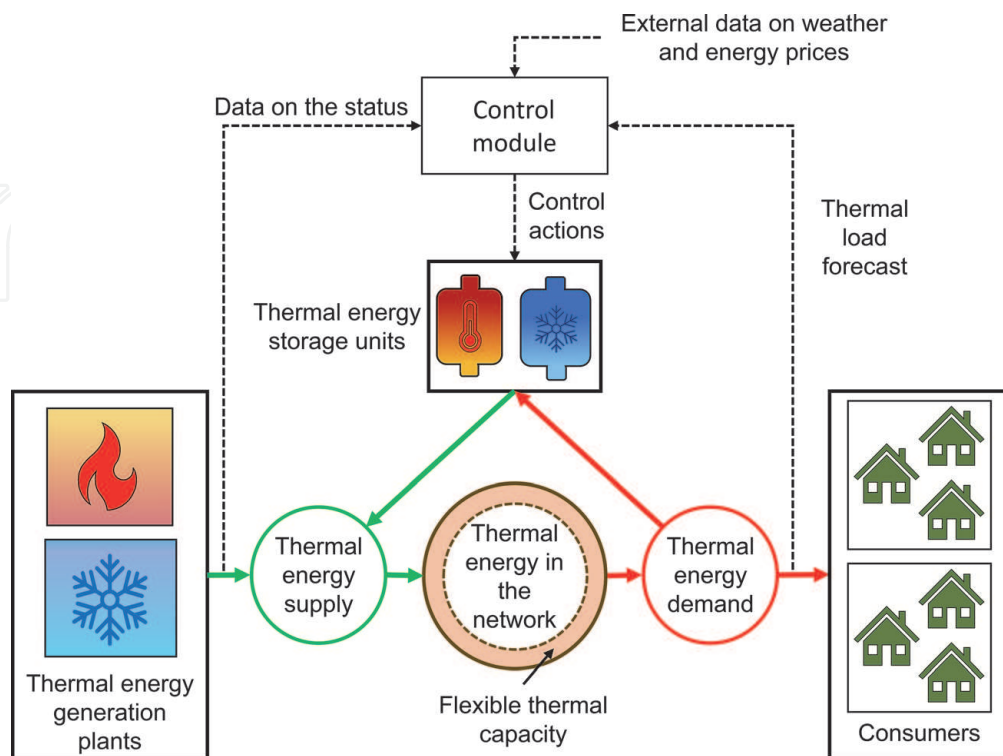 External data on weather
and energy prices
Data on the status
Control
module
Control
actions
Thermal
load
forecast
Thermal energy
storage units
Thermal
energy
supply
Thermal
energy in
the
network
Thermal
energy
demand
Thermal energy
generation
plants
Flexible thermal
capacity
Consumers